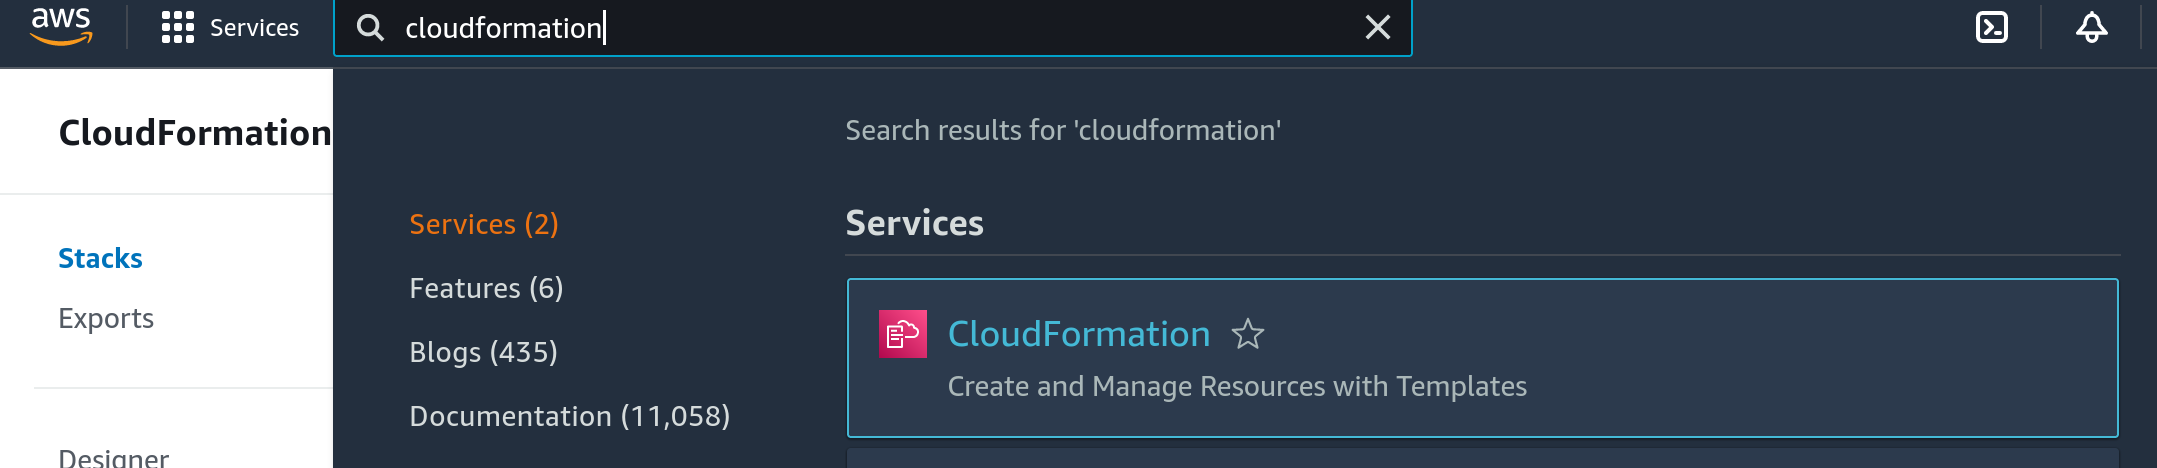 aws
Services
cloudformation
CloudFormation
Stacks
Exports
Designer
Search results for 'cloudformation'
Services (2)
Features (6)
Blogs (435)
Documentation (11,058)
Services
CloudFormation
Create and Manage Resources with Templates